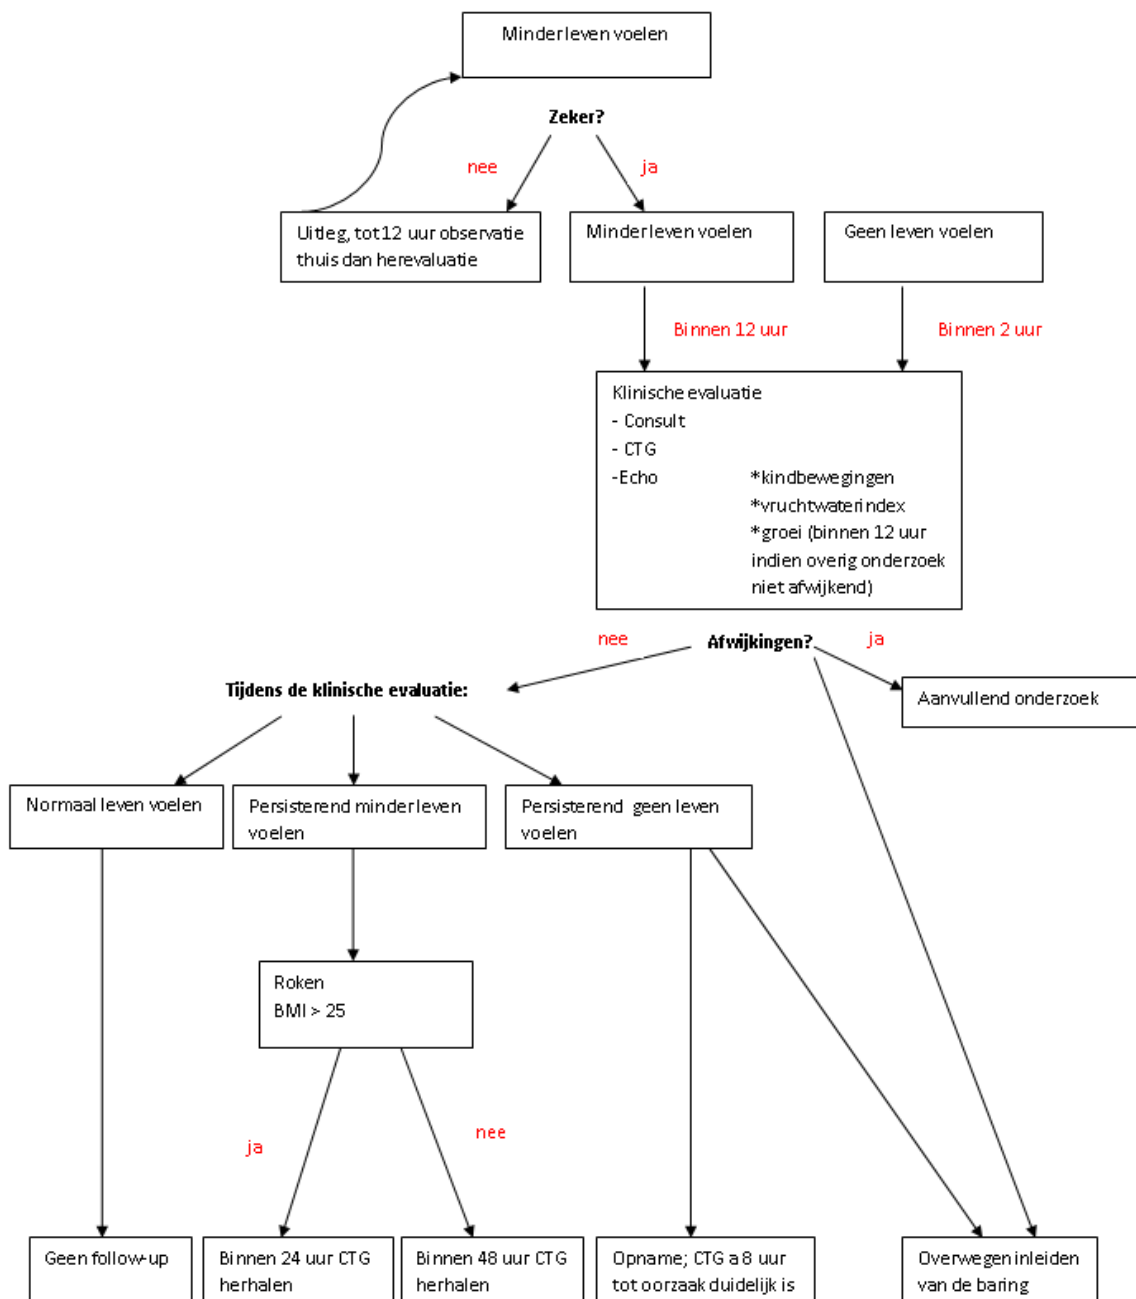 Minder leven voelen
Zeker?
nee
ja
Uitleg, tot 12 uur observatie
thuis dan herevaluatie
Minder leven voelen
Geen leven voelen
Binnen 12 uur
Binnen 2 uur
Klinische evaluatie
- Consult
- CTG
-Echo *kindbewegingen
*vruchtwaterindex
*groei (binnen 12 uur
indien overig onderzoek
niet afwijkend)
nee
Afwijkingen?
ja
Tijdens de klinische evaluatie:
Aanvullend onderzoek
Normaal leven voelen
Persisterend minder leven
voelen
Persisterend geen leven
voelen
Roken
BMI > 25
ja
nee
Geen follow-up
Binnen 24 uur CTG
herhalen
Binnen 48 uur CTG
herhalen
Opname; CTG a 8 uur
tot oorzaak duidelijk is
Overwegen inleiden
van de baring